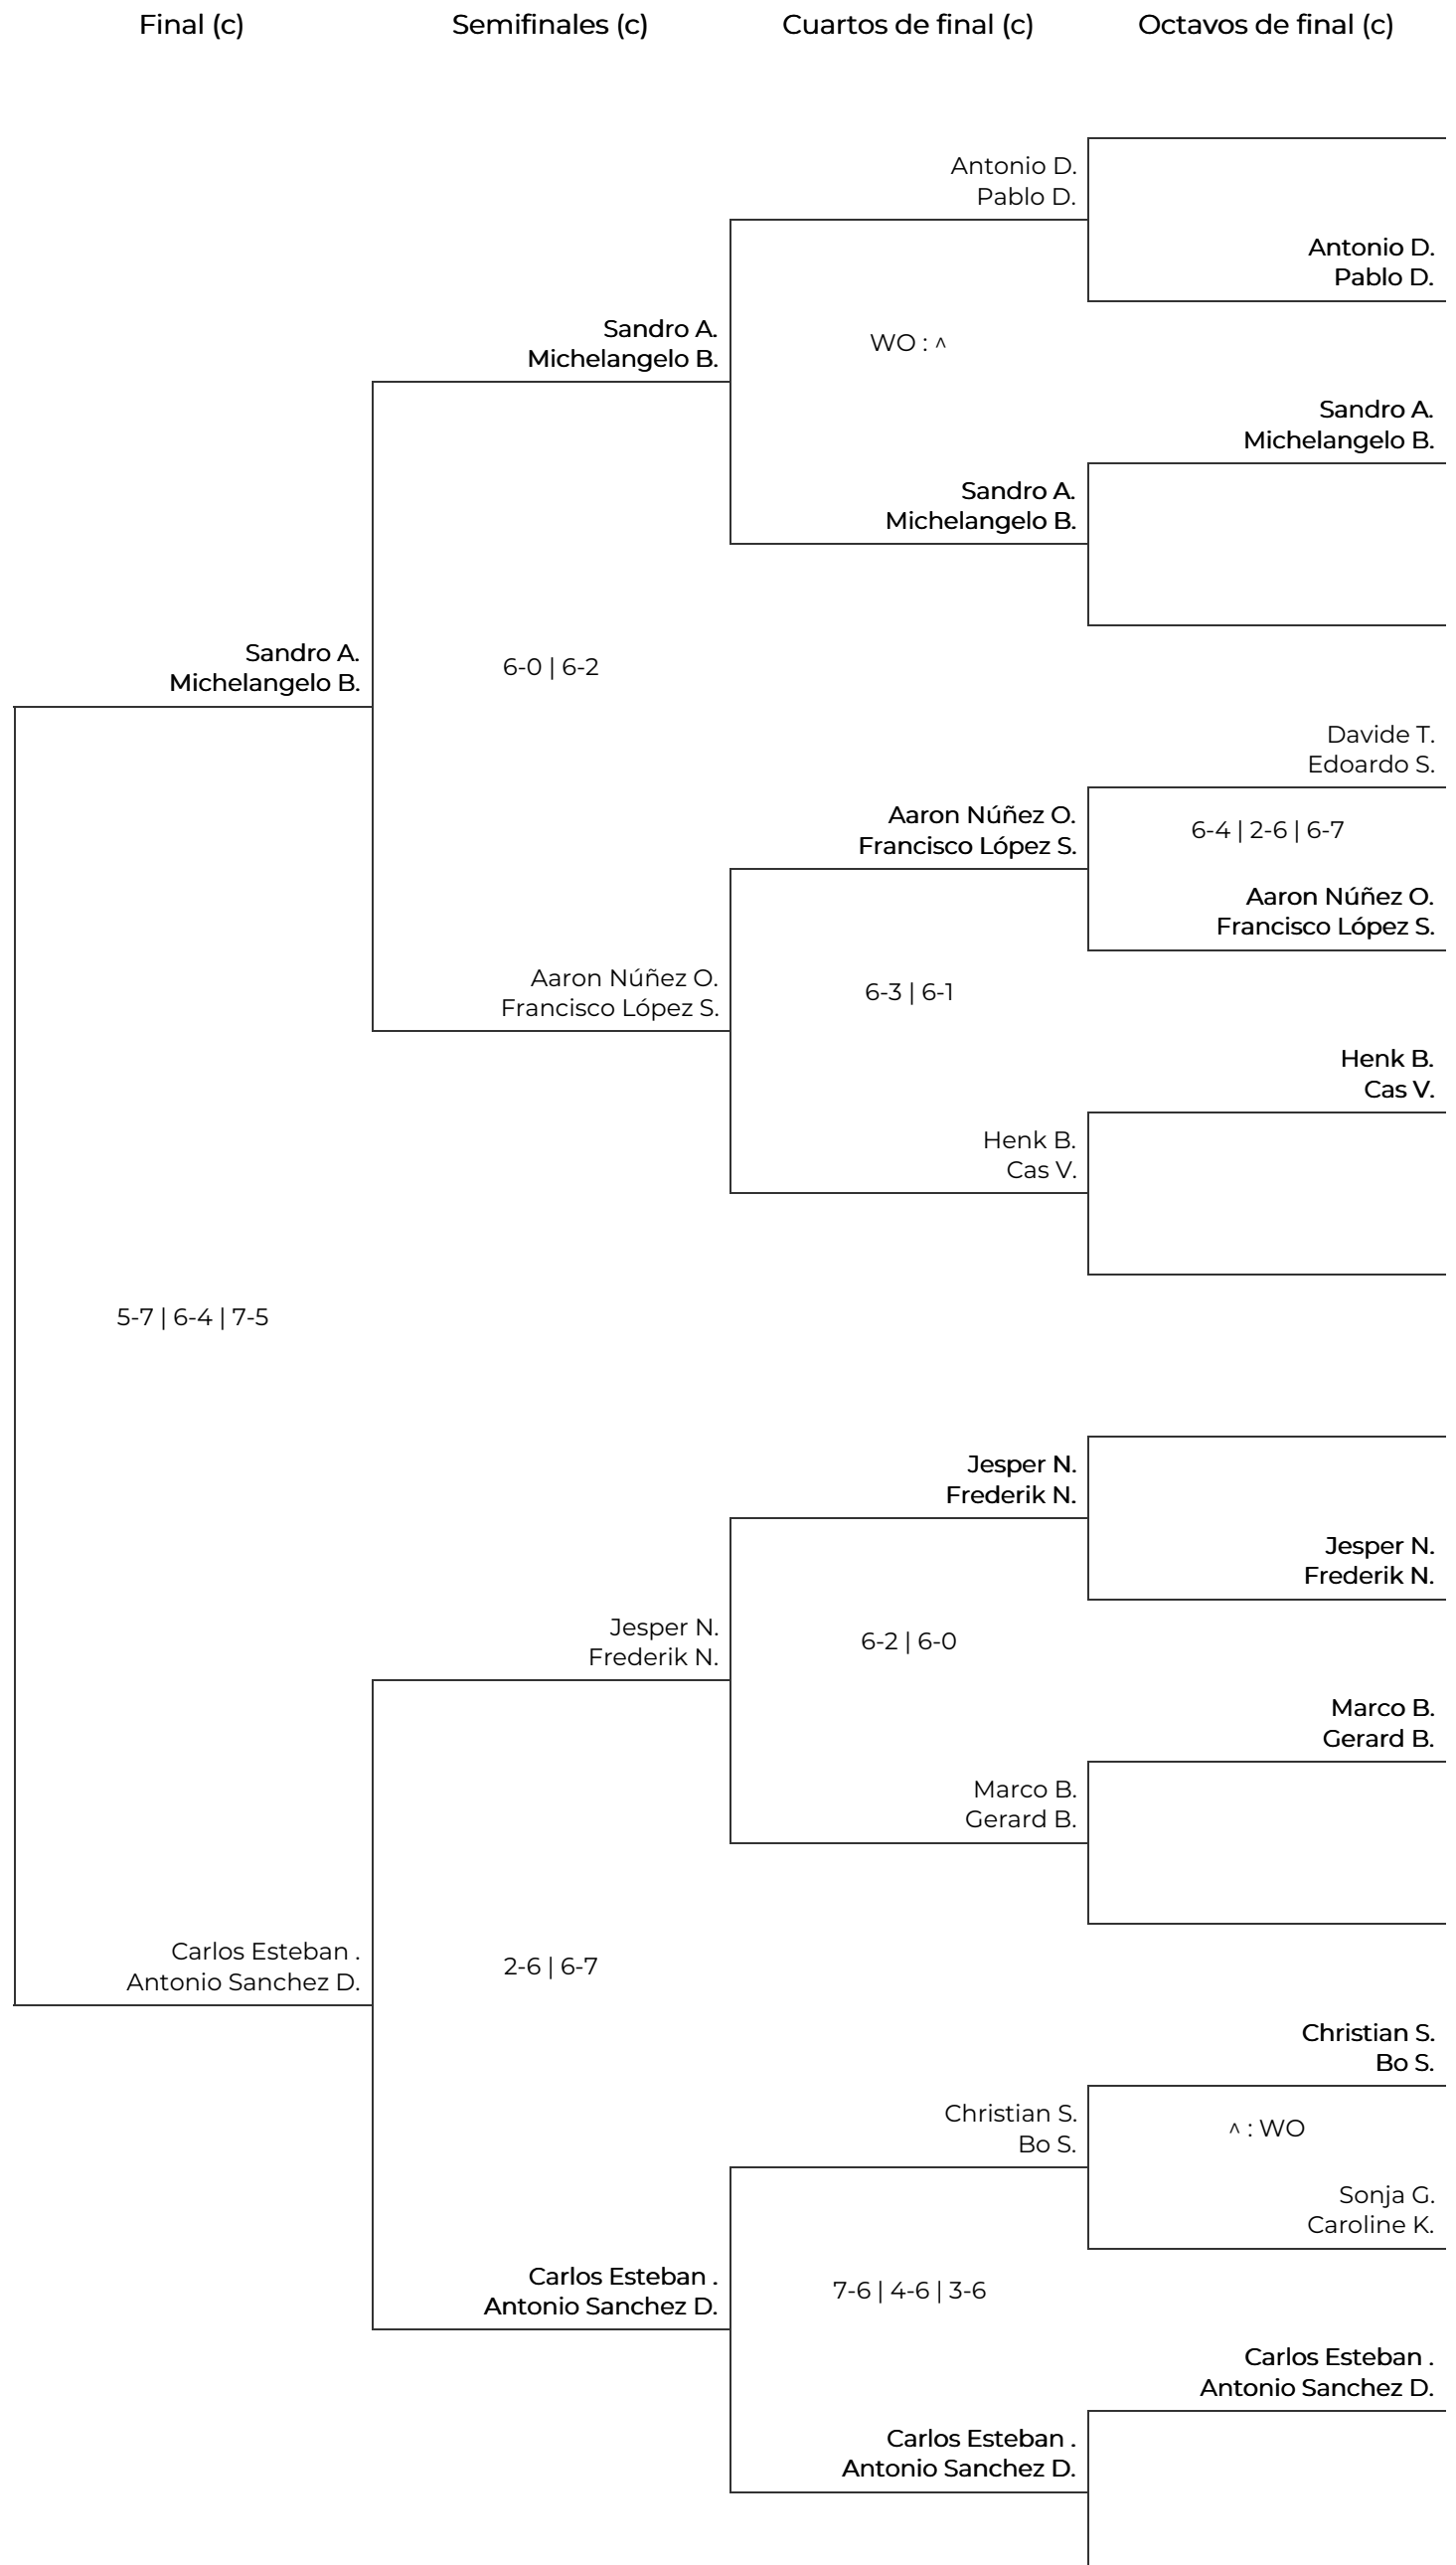 Final (c)
Semifinales (c)
Cuartos de final (c)
Octavos de final (c)
Antonio D.
Pablo D.
Antonio D.
Pablo D.
Sandro A.
Michelangelo B.
WO : ^
Sandro A.
Michelangelo B.
Sandro A.
Michelangelo B.
Sandro A.
Michelangelo B.
6-0 | 6-2
Davide T.
Edoardo S.
Aaron Núñez O.
Francisco López S.
6-4 | 2-6 | 6-7
Aaron Núñez O.
Francisco López S.
Aaron Núñez O.
Francisco López S.
6-3 | 6-1
Henk B.
Cas V.
Henk B.
Cas V.
5-7 | 6-4 | 7-5
Jesper N.
Frederik N.
Jesper N.
Frederik N.
Jesper N.
Frederik N.
6-2 | 6-0
Marco B.
Gerard B.
Marco B.
Gerard B.
Carlos Esteban .
Antonio Sanchez D.
2-6 | 6-7
Christian S.
Bo S.
Christian S.
Bo S.
^ : WO
Sonja G.
Caroline K.
Carlos Esteban .
Antonio Sanchez D.
7-6 | 4-6 | 3-6
Carlos Esteban .
Antonio Sanchez D.
Carlos Esteban .
Antonio Sanchez D.